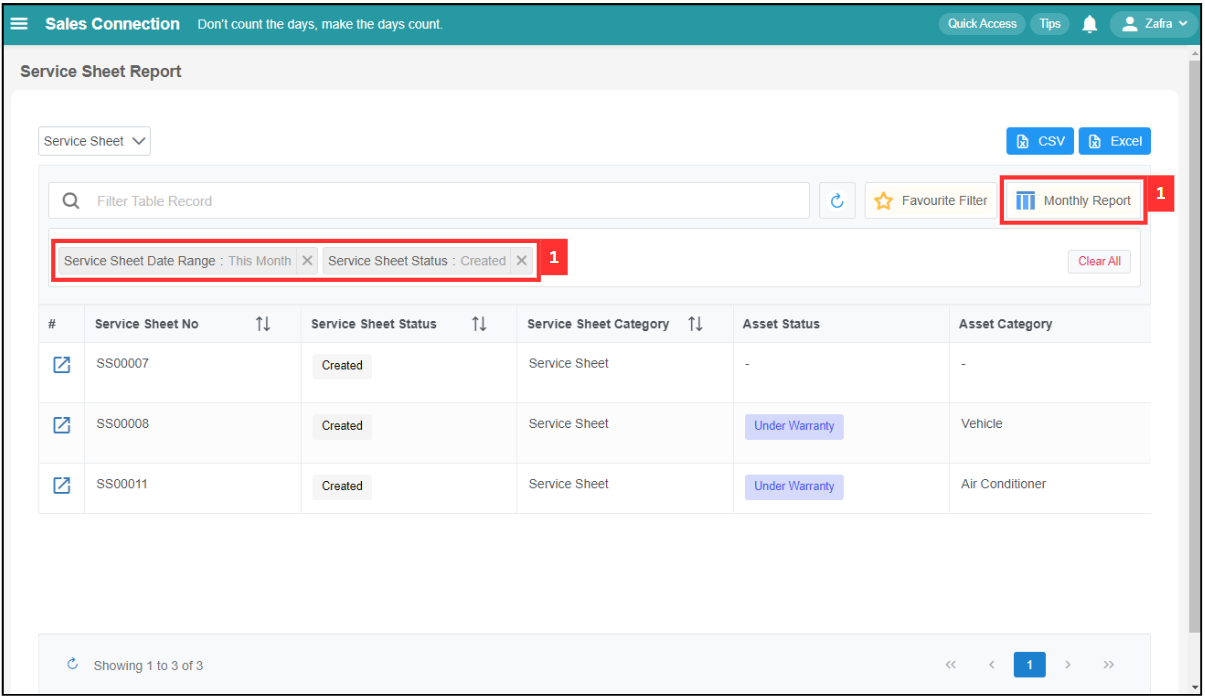 Sales Connection Don't count the days, make the days count. Quick Access Tips Zafra
Service Sheet Report
Service Sheet CSV Excel
Filter Table Record Favourite Filter Monthly Report 1
Service Sheet Date Range : This Month Service Sheet Status : Created 1 Clear All
# Service Sheet No Service Sheet Status Service Sheet Category Asset Status Asset Category
SS00007 Created Service Sheet - -
SS00008 Created Service Sheet Under Warranty Vehicle
SS00011 Created Service Sheet Under Warranty Air Conditioner
Showing 1 to 3 of 3 << < 1 > >>